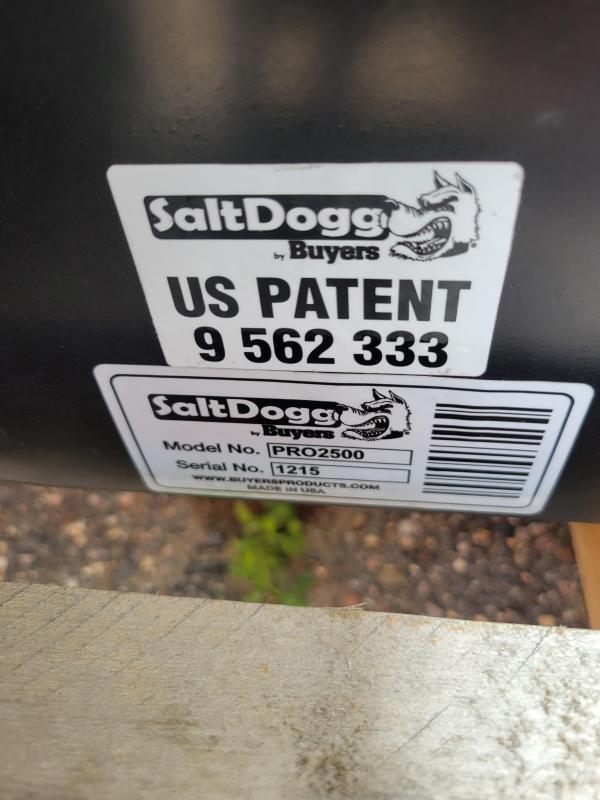 SaltDogg
by Buyers
US PATENT
9 562 333
SaltDogg
by Buyers
Model No. PRO2500
Serial No. 1215
WWW.BUYERSPRODUCTS.COM
MADE IN USA